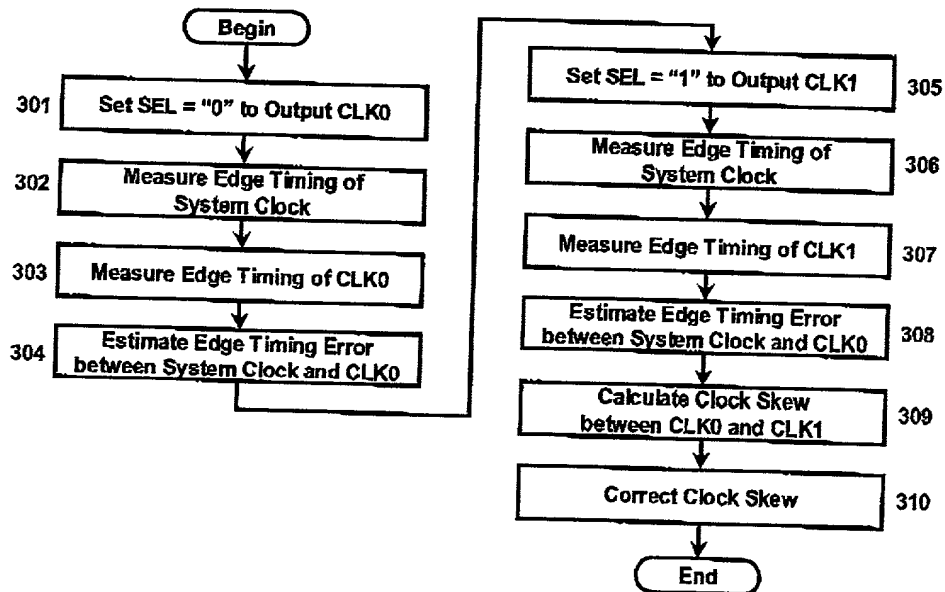 Begin
301
Set SEL = "0" to Output CLK0
302
Measure Edge Timing of
System Clock
303
Measure Edge Timing of CLK0
304
Estimate Edge Timing Error
between System Clock and CLK0
Set SEL = "1" to Output CLK1
305
Measure Edge Timing of
System Clock
306
Measure Edge Timing of CLK1
307
Estimate Edge Timing Error
between System Clock and CLK0
308
Calculate Clock Skew
between CLK0 and CLK1
309
Correct Clock Skew
310
End